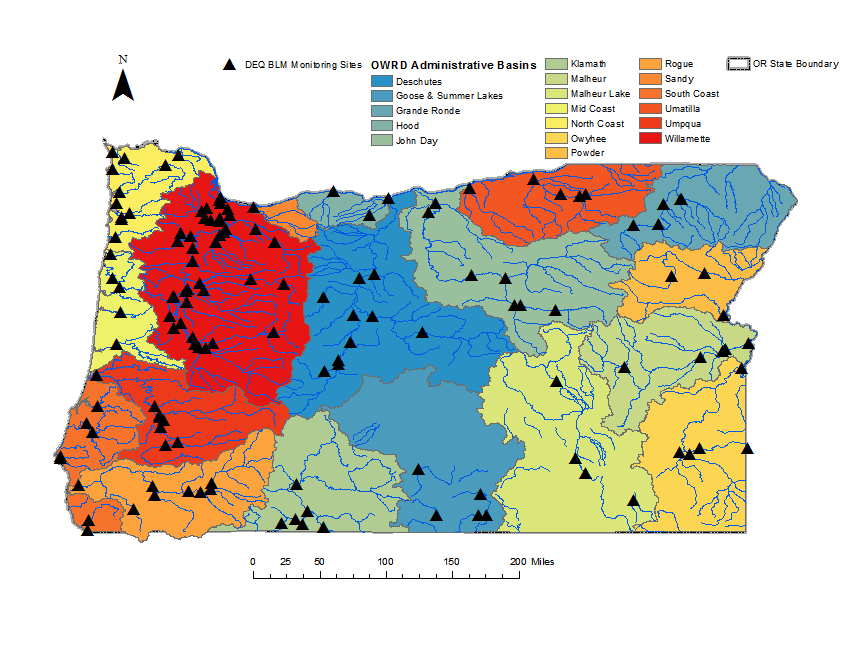 N
DEQ BLM Monitoring Sites
OWRD Administrative Basins
Deschutes
Goose & Summer Lakes
Grande Ronde
Hood
John Day
Klamath
Malheur
Malheur Lake
Mid Coast
North Coast
Owyhee
Powder
Rogue
Sandy
South Coast
Umatilla
Umpqua
Willamette
OR State Boundary
0 25 50 100 150 200 Miles